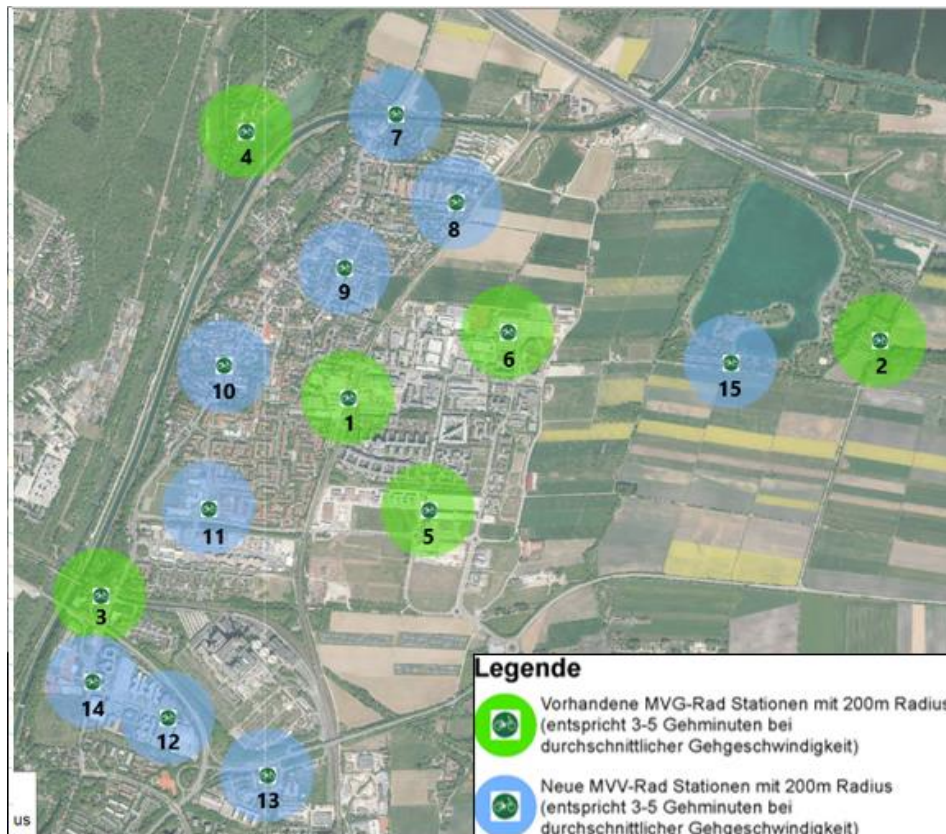 4
7
8
9
6
10
1
15
2
11
5
3
14
12
13
Legende
Vorhandene MVG-Rad Stationen mit 200m Radius
(entspricht 3-5 Gehminuten bei
durchschnittlicher Gehgeschwindigkeit)
Neue MVV-Rad Stationen mit 200m Radius
(entspricht 3-5 Gehminuten bei
durchschnittlicher Gehgeschwindigkeit)
us